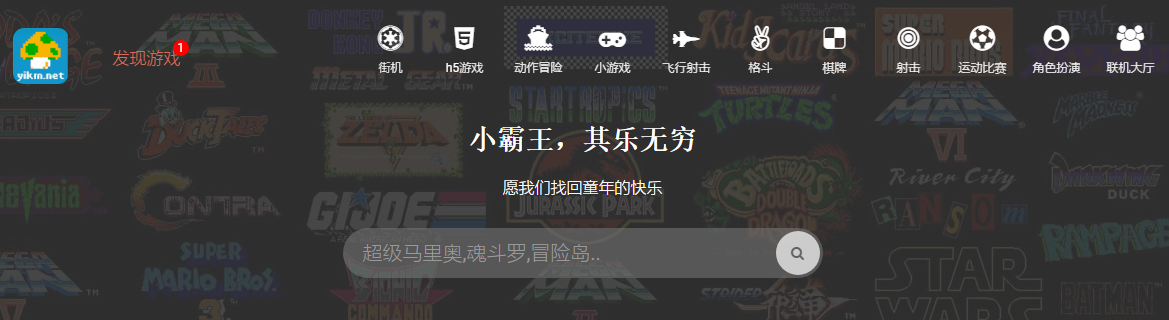 yikm.net
发现游戏 1
街机 h5游戏 动作冒险 小游戏 飞行射击 格斗 棋牌 射击 运动比赛 角色扮演 联机大厅
小霸王，其乐无穷
愿我们找回童年的快乐
超级马里奥,魂斗罗,冒险岛..
DONKEY KONG JR.
MEGA MAN III
METAL GEAR
EXCITEBIKE
Kid Icarus
SUPER MARIO BROS.
FINAL FANTASY
STARTROPICS
TEENAGE MUTANT NINJA TURTLES
MEGA MAN VI
DUCKTALES
ZELDA
JURASSIC PARK
BATTLETOADS DOUBLE DRAGON
River City RANSOM
DARKWING DUCK
CONTRA
G.I.JOE
SUPER MARIO BROS. 3
BIONIC COMMANDO
MEGA MAN
STRIDER
STAR WARS
RAMPAGE
BATMAN